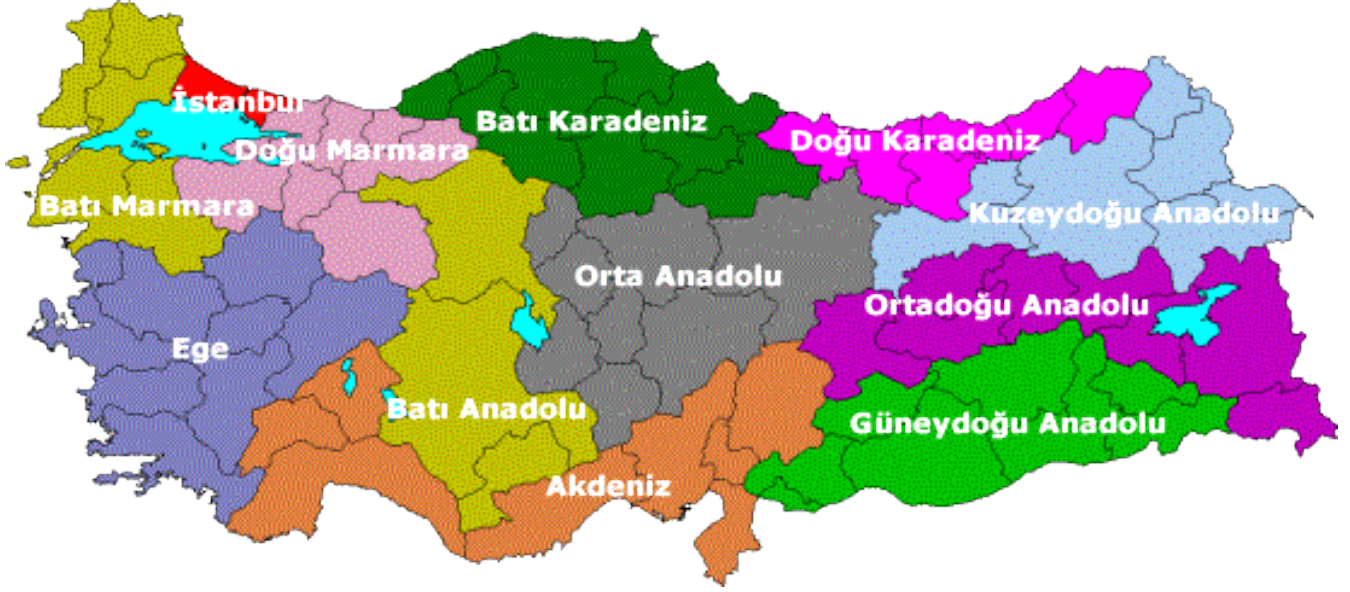 İstanbul
Batı Karadeniz
Doğu Karadeniz
Doğu Marmara
Batı Marmara
Kuzeydoğu Anadolu
Orta Anadolu
Ortadoğu Anadolu
Ege
Batı Anadolu
Güneydoğu Anadolu
Akdeniz